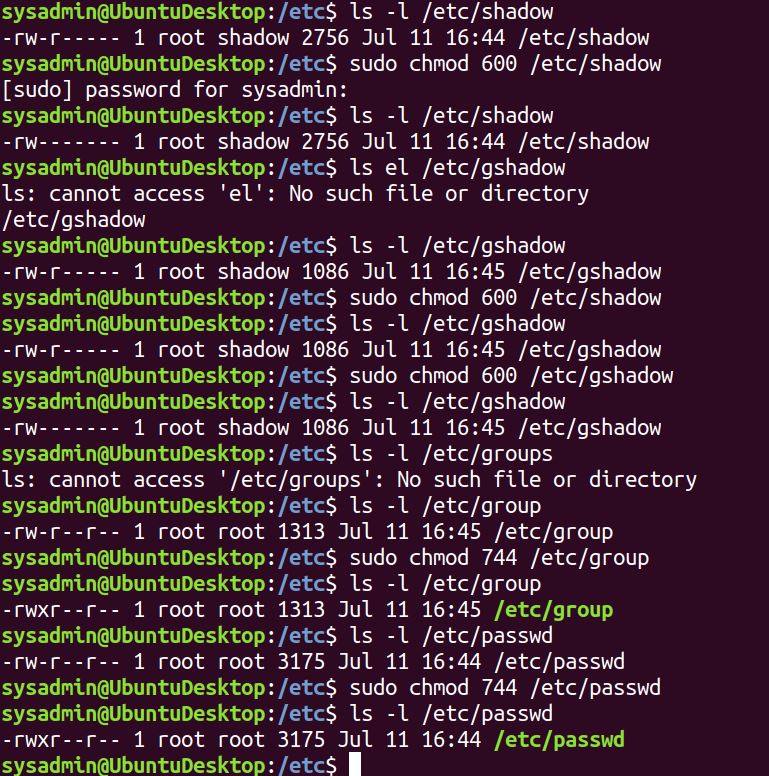 sysadmin@UbuntuDesktop:/etc$ ls -l /etc/shadow
-rw-r----- 1 root shadow 2756 Jul 11 16:44 /etc/shadow
sysadmin@UbuntuDesktop:/etc$ sudo chmod 600 /etc/shadow
[sudo] password for sysadmin:
sysadmin@UbuntuDesktop:/etc$ ls -l /etc/shadow
-rw------- 1 root shadow 2756 Jul 11 16:44 /etc/shadow
sysadmin@UbuntuDesktop:/etc$ ls el /etc/gshadow
ls: cannot access 'el': No such file or directory
/etc/gshadow
sysadmin@UbuntuDesktop:/etc$ ls -l /etc/gshadow
-rw-r----- 1 root shadow 1086 Jul 11 16:45 /etc/gshadow
sysadmin@UbuntuDesktop:/etc$ sudo chmod 600 /etc/shadow
sysadmin@UbuntuDesktop:/etc$ ls -l /etc/gshadow
-rw-r----- 1 root shadow 1086 Jul 11 16:45 /etc/gshadow
sysadmin@UbuntuDesktop:/etc$ sudo chmod 600 /etc/gshadow
sysadmin@UbuntuDesktop:/etc$ ls -l /etc/gshadow
-rw------- 1 root shadow 1086 Jul 11 16:45 /etc/gshadow
sysadmin@UbuntuDesktop:/etc$ ls -l /etc/groups
ls: cannot access '/etc/groups': No such file or directory
sysadmin@UbuntuDesktop:/etc$ ls -l /etc/group
-rw-r--r-- 1 root root 1313 Jul 11 16:45 /etc/group
sysadmin@UbuntuDesktop:/etc$ sudo chmod 744 /etc/group
sysadmin@UbuntuDesktop:/etc$ ls -l /etc/group
-rwxr--r-- 1 root root 1313 Jul 11 16:45 /etc/group
sysadmin@UbuntuDesktop:/etc$ ls -l /etc/passwd
-rw-r--r-- 1 root root 3175 Jul 11 16:44 /etc/passwd
sysadmin@UbuntuDesktop:/etc$ sudo chmod 744 /etc/passwd
sysadmin@UbuntuDesktop:/etc$ ls -l /etc/passwd
-rwxr--r-- 1 root root 3175 Jul 11 16:44 /etc/passwd
sysadmin@UbuntuDesktop:/etc$